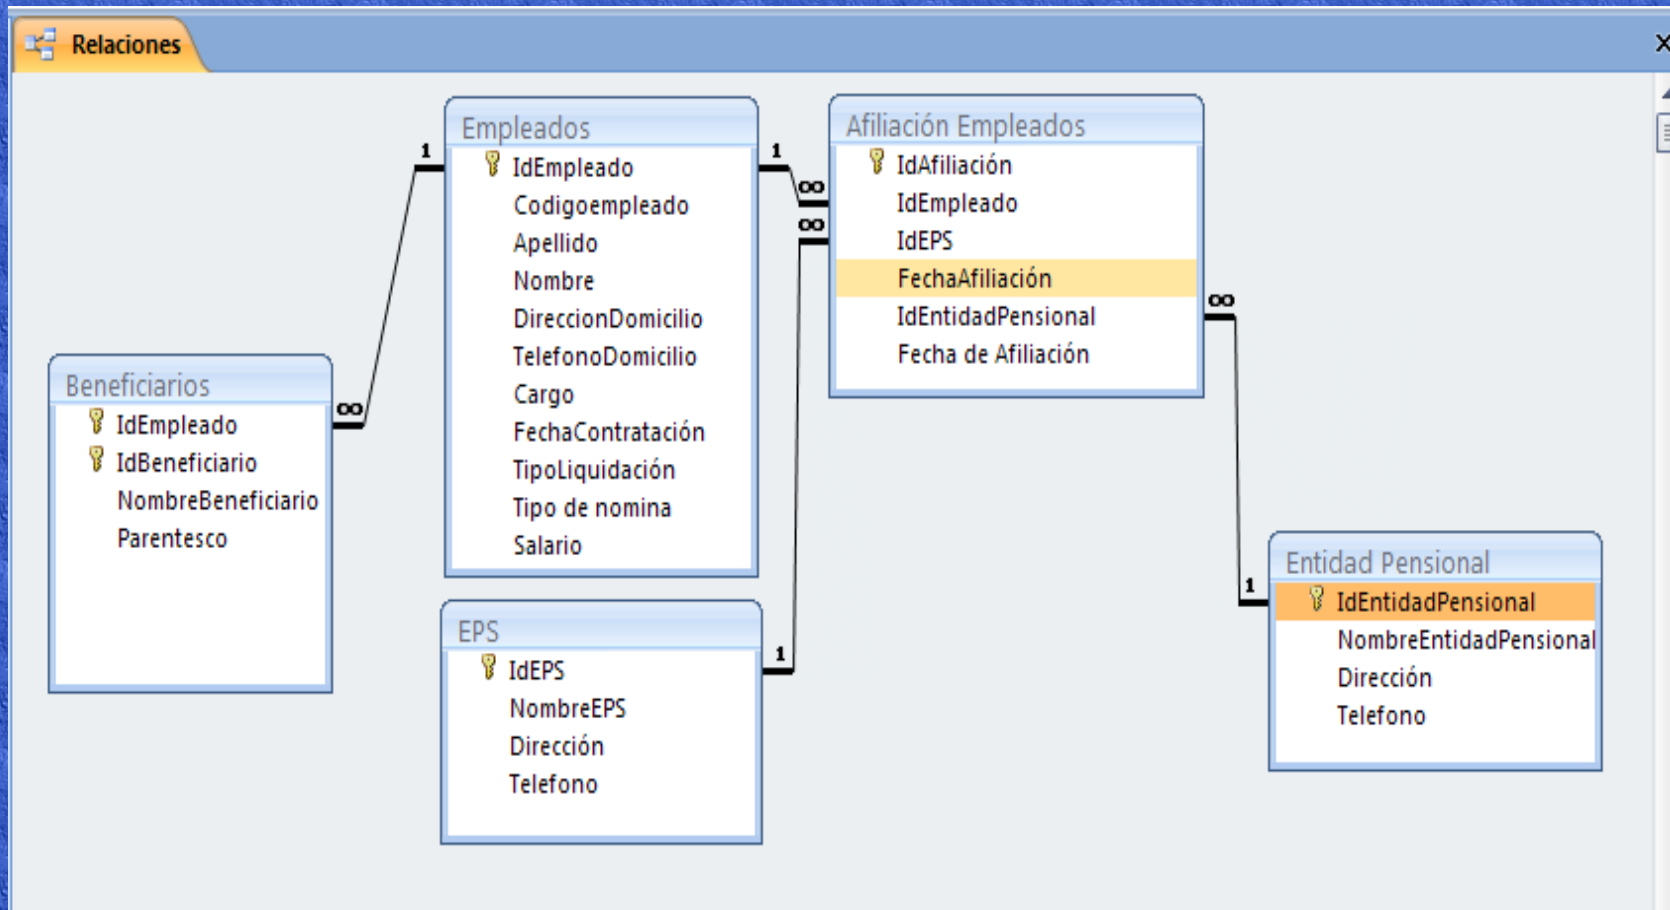 Relaciones
Empleados
IdEmpleado
Codigoempleado
Apellido
Nombre
DireccionDomicilio
TelefonoDomicilio
Cargo
FechaContratación
TipoLiquidación
Tipo de nomina
Salario
Afiliación Empleados
IdAfiliación
IdEmpleado
IdEPS
FechaAfiliación
IdEntidadPensional
Fecha de Afiliación
Beneficiarios
IdEmpleado
IdBeneficiario
NombreBeneficiario
Parentesco
EPS
IdEPS
NombreEPS
Dirección
Telefono
Entidad Pensional
IdEntidadPensional
NombreEntidadPensional
Dirección
Telefono
1
∞
1
∞
∞
1
∞
1